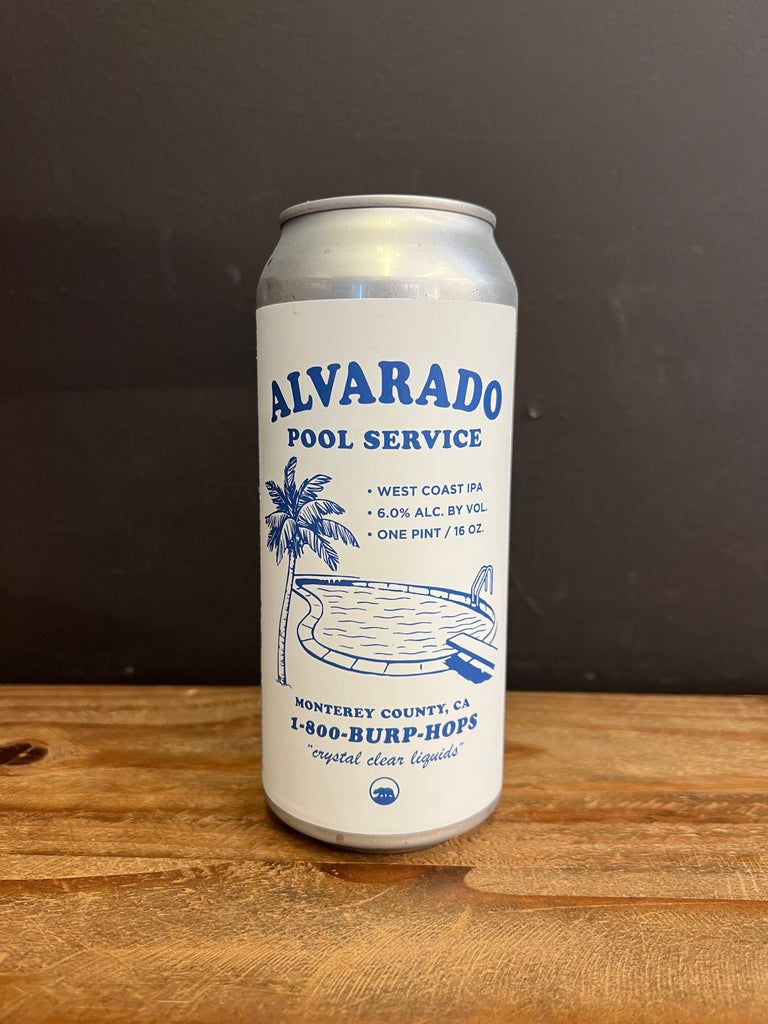 ALVARADO
POOL SERVICE
• WEST COAST IPA
• 6.0% ALC. BY VOL.
• ONE PINT / 16 OZ.
MONTEREY COUNTY, CA
1-800-BURP-HOPS
"crystal clear liquids"